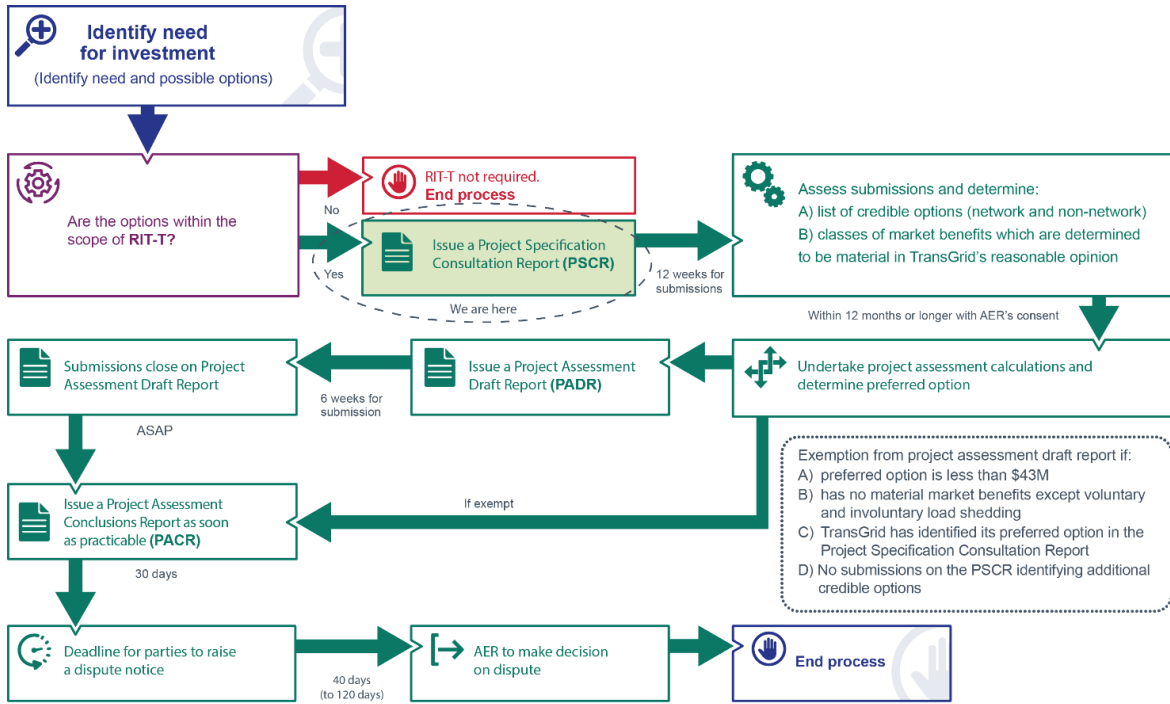 Identify need
for investment
(Identify need and possible options)
Are the options within the
scope of RIT-T?
No
Yes
RIT-T not required.
End process
Issue a Project Specification
Consultation Report (PSCR)
We are here
12 weeks for
submissions
Assess submissions and determine:
A) list of credible options (network and non-network)
B) classes of market benefits which are determined
to be material in TransGrid's reasonable opinion
Within 12 months or longer with AER's consent
Undertake project assessment calculations and
determine preferred option
Issue a Project Assessment
Draft Report (PADR)
6 weeks for
submission
Submissions close on Project
Assessment Draft Report
ASAP
Exemption from project assessment draft report if:
A) preferred option is less than $43M
B) has no material market benefits except voluntary
and involuntary load shedding
C) TransGrid has identified its preferred option in the
Project Specification Consultation Report
D) No submissions on the PSCR identifying additional
credible options
If exempt
Issue a Project Assessment
Conclusions Report as soon
as practicable (PACR)
30 days
Deadline for parties to raise
a dispute notice
40 days
(to 120 days)
AER to make decision
on dispute
End process